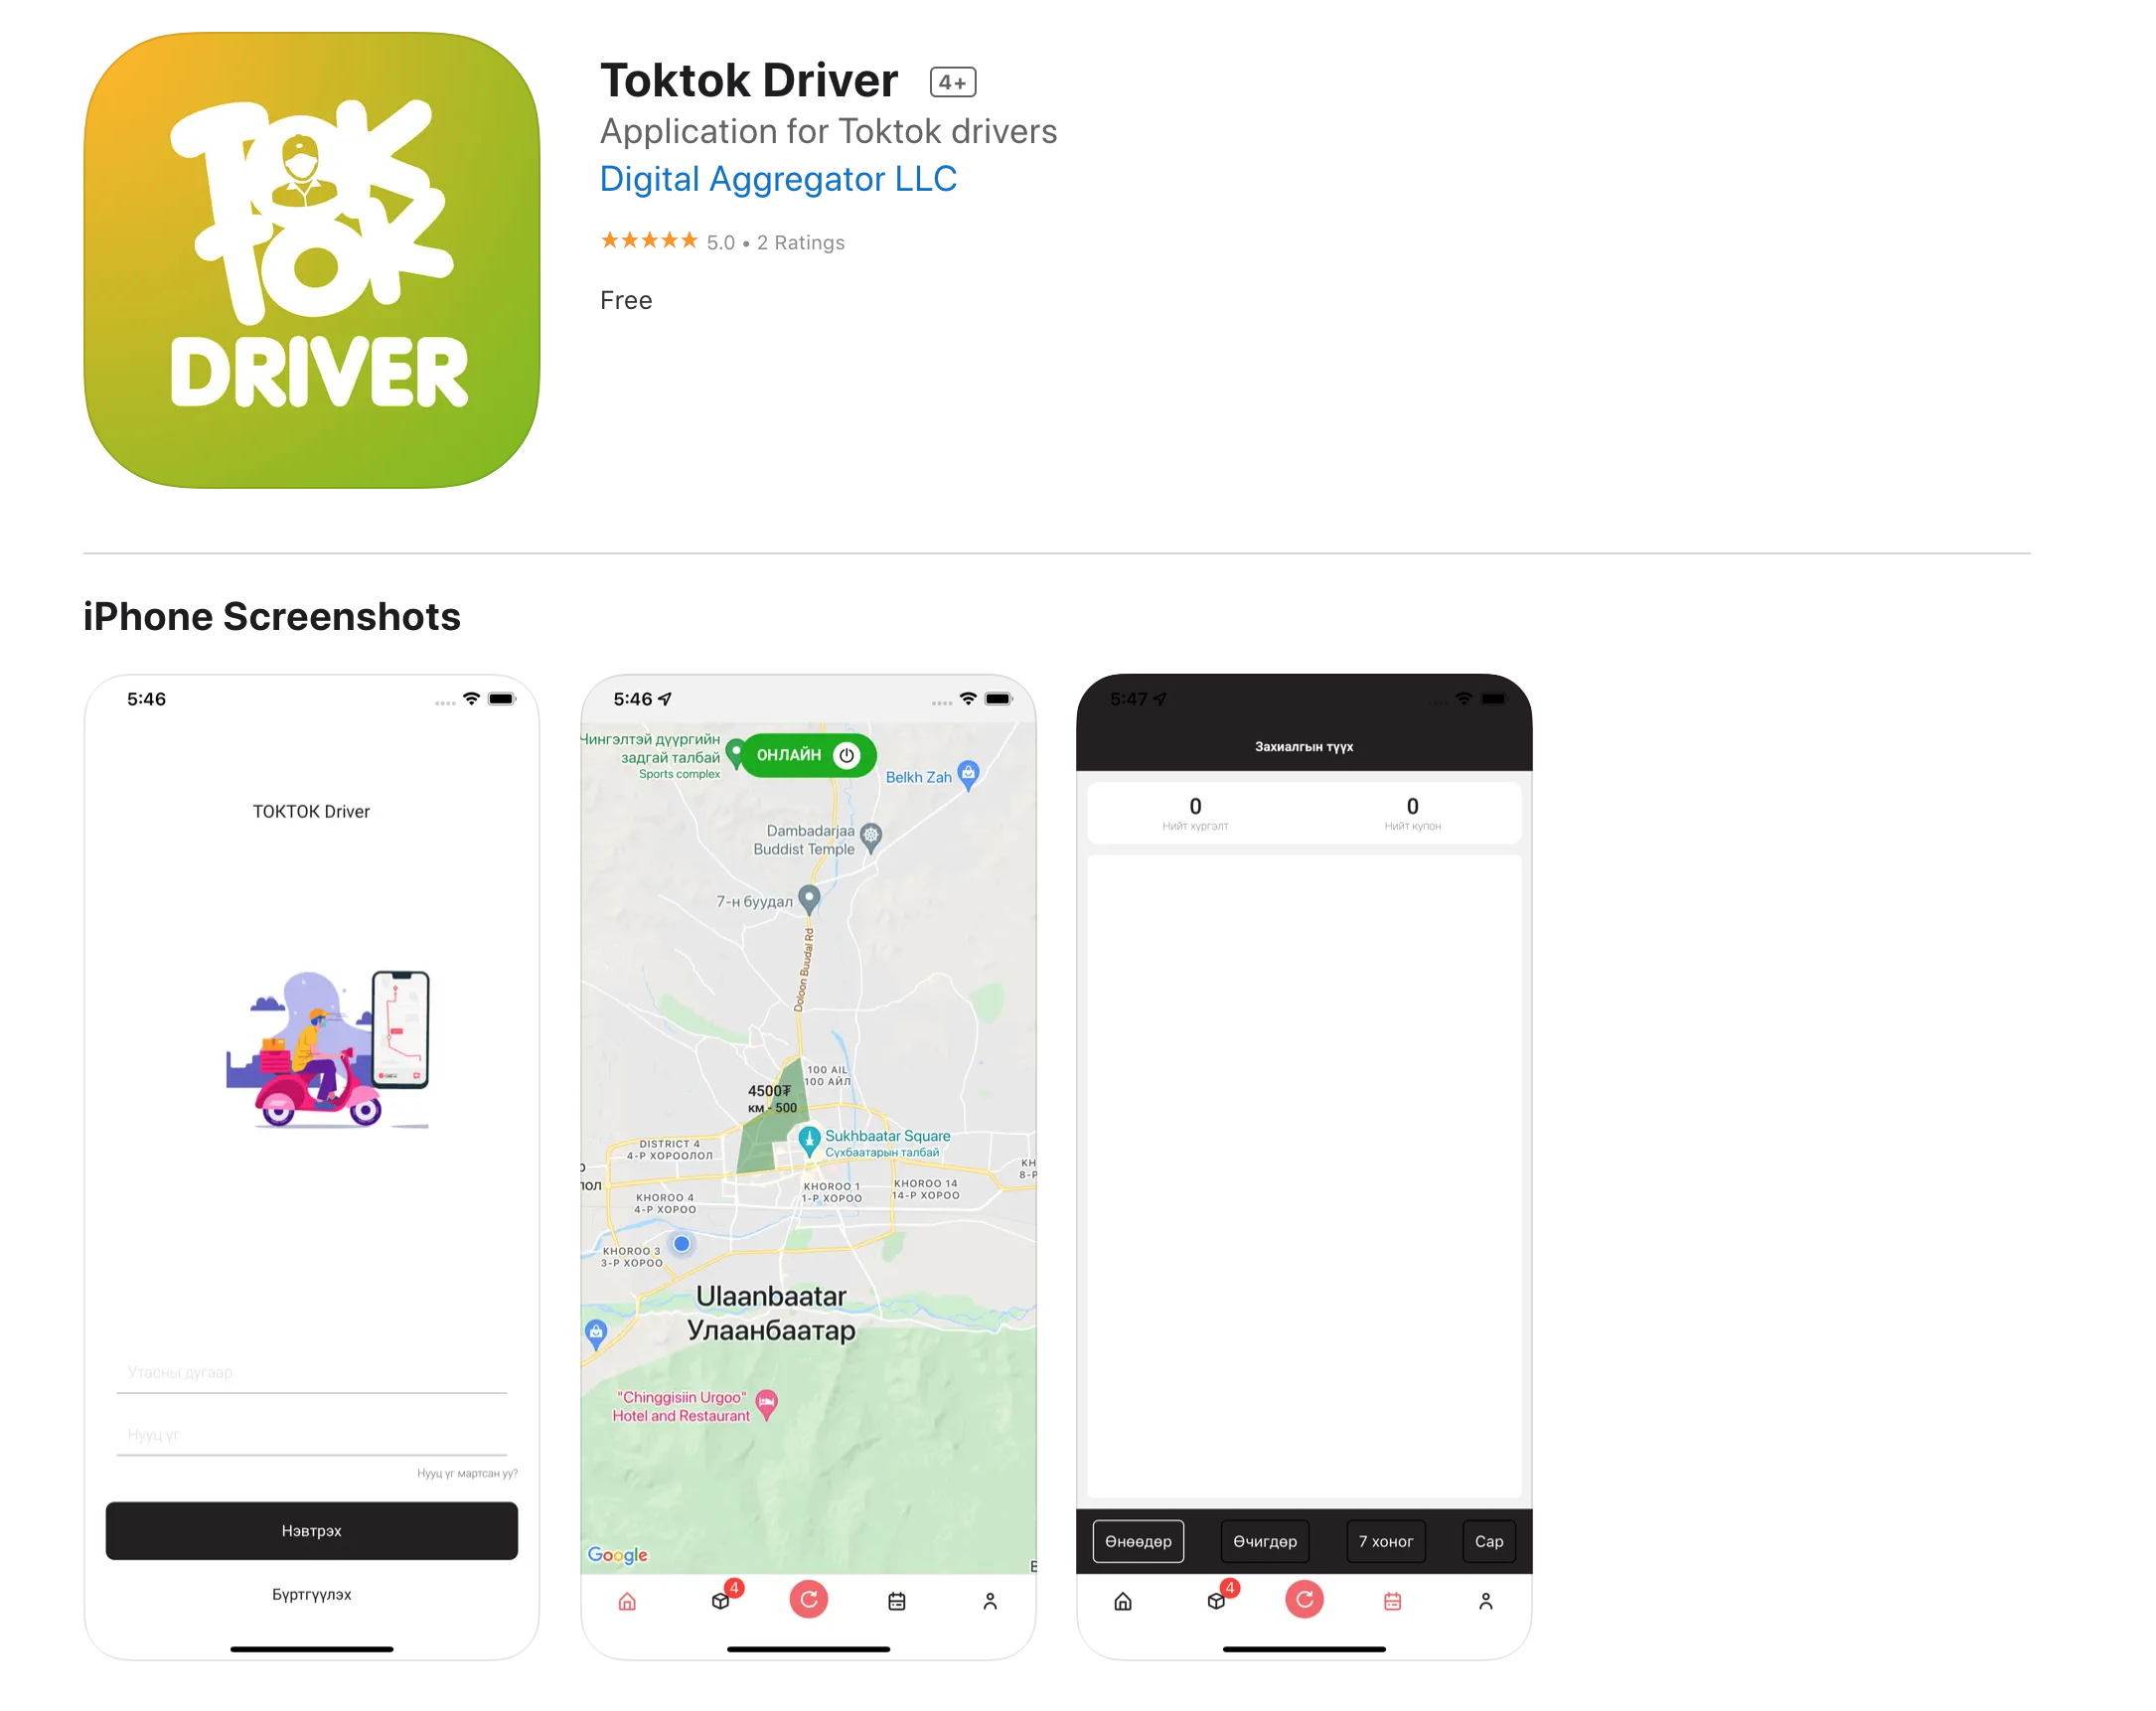 TOK
TOK
DRIVER
Toktok Driver 4+
Application for Toktok drivers
Digital Aggregator LLC
★★★★★ 5.0 • 2 Ratings
Free
iPhone Screenshots
5:46
TOKTOK Driver
Утасны дугаар
Нууц үг
Нууц үг мартсан уу?
Нэвтрэх
Бүртгүүлэх
5:46
Чингэлтэй дүүргийн
задгай талбай
Sports complex
ОНЛАЙН
Belkh Zah
Dambadarjaa
Buddist Temple
7-н буудал
Doloon Buudal Rd
100 AIL
100 АЙЛ
4500₮
км - 500
Sukhbaatar Square
Сүхбаатарын талбай
DISTRICT 4
4-Р ХОРООЛОЛ
KHOROO 1
1-Р ХОРОО
KHOROO 14
14-Р ХОРОО
KHOROO 4
4-Р ХОРОО
KHOROO 3
3-Р ХОРОО
Ulaanbaatar
Улаанбаатар
"Chinggisiin Urgoo"
Hotel and Restaurant
Google
4
5:47
Захиалгын түүх
0 0
Нийт хүргэлт Нийт купон
Өнөөдөр Өчигдөр 7 хоног Сар
4